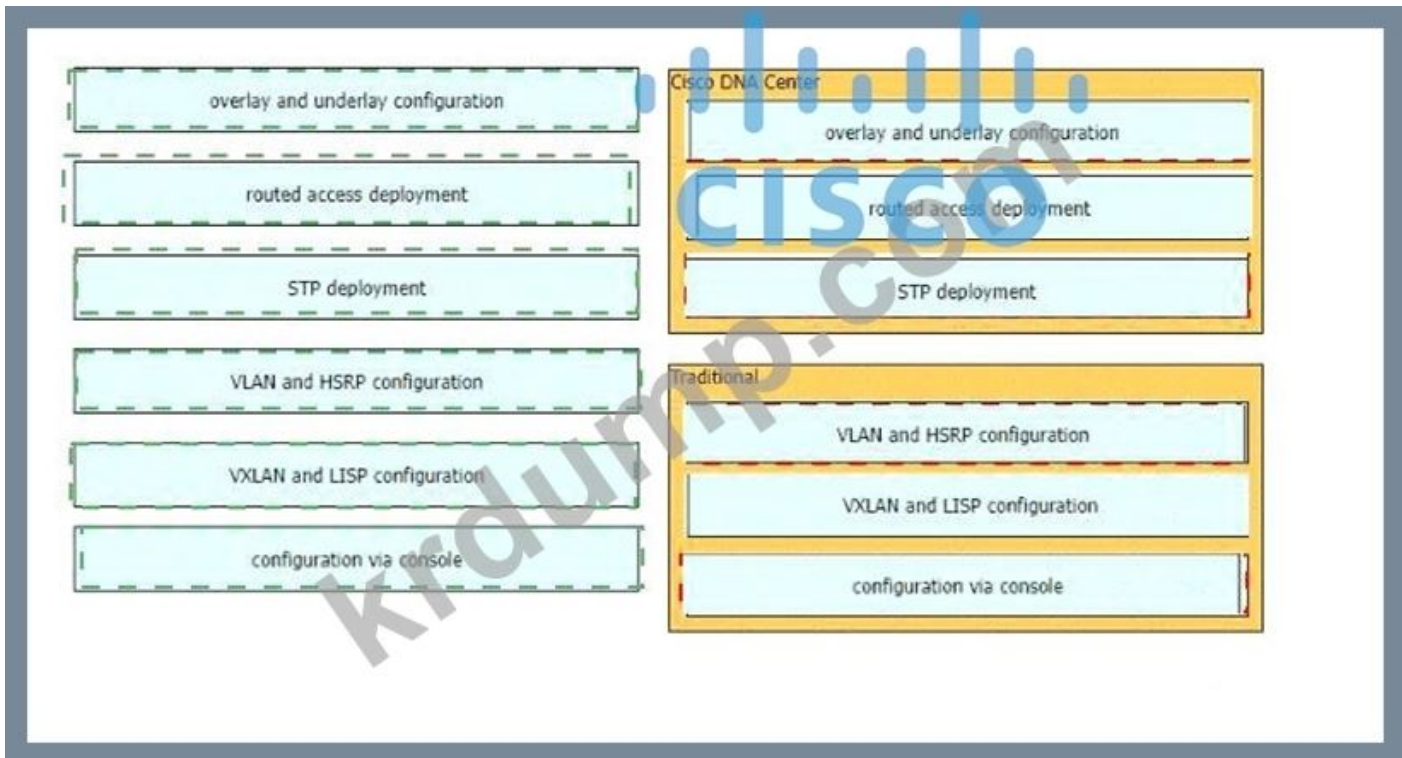 overlay and underlay configuration
routed access deployment
STP deployment
VLAN and HSRP configuration
VXLAN and LISP configuration
configuration via console
Cisco DNA Center
overlay and underlay configuration
routed access deployment
STP deployment
Traditional
VLAN and HSRP configuration
VXLAN and LISP configuration
configuration via console
CISCO
krdump.com